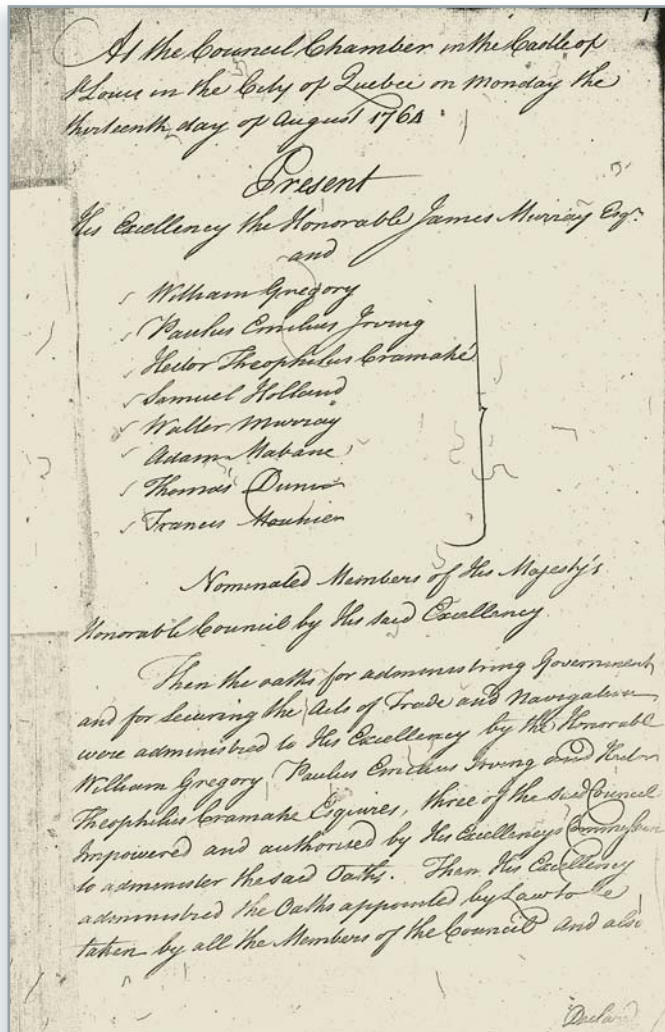 At the Council Chamber in the Castle of
St Louis in the City of Quebec on Monday the
thirteenth day of August 1764
Present
His Excellency the Honorable James Murray Esqr.
and
William Gregory
Paulus Emilius Irving
Hector Theophilus Cramahé
Samuel Holland
Walter Murray
Adam Mabane
Thomas Dunn
Francis Mounier
Nominated Members of His Majesty's
Honorable Council by His said Excellency
Then the oaths for administring Government
and for securing the Acts of Trade and Navigation
were administred to His Excellency by the Honorable
William Gregory, Paulus Emilius Irving and Hector
Theophilus Cramahe Esquires, three of the said Council
Impowered and authorised by His Excellency's Commission
to administer the said Oaths. Then His Excellency
administred the Oaths appointed by Law to be
taken by all the Members of the Council and also